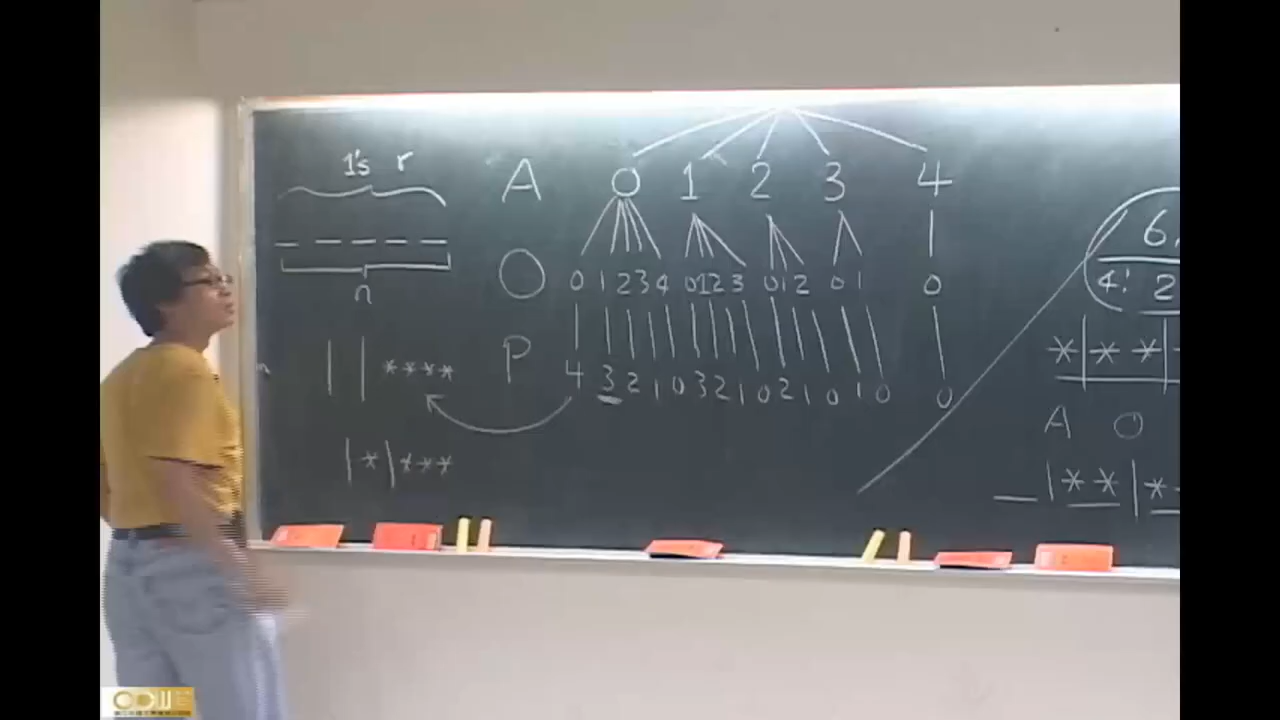 1's r
A 0 1 2 3 4
n
O 0 1 2 3 4 0 1 2 3 0 1 2 0 1 0
P 4 3 2 1 0 3 2 1 0 2 1 0 1 0 0
| | ****
|*|***
6
4! 2
*|**|
A O
_|**|*